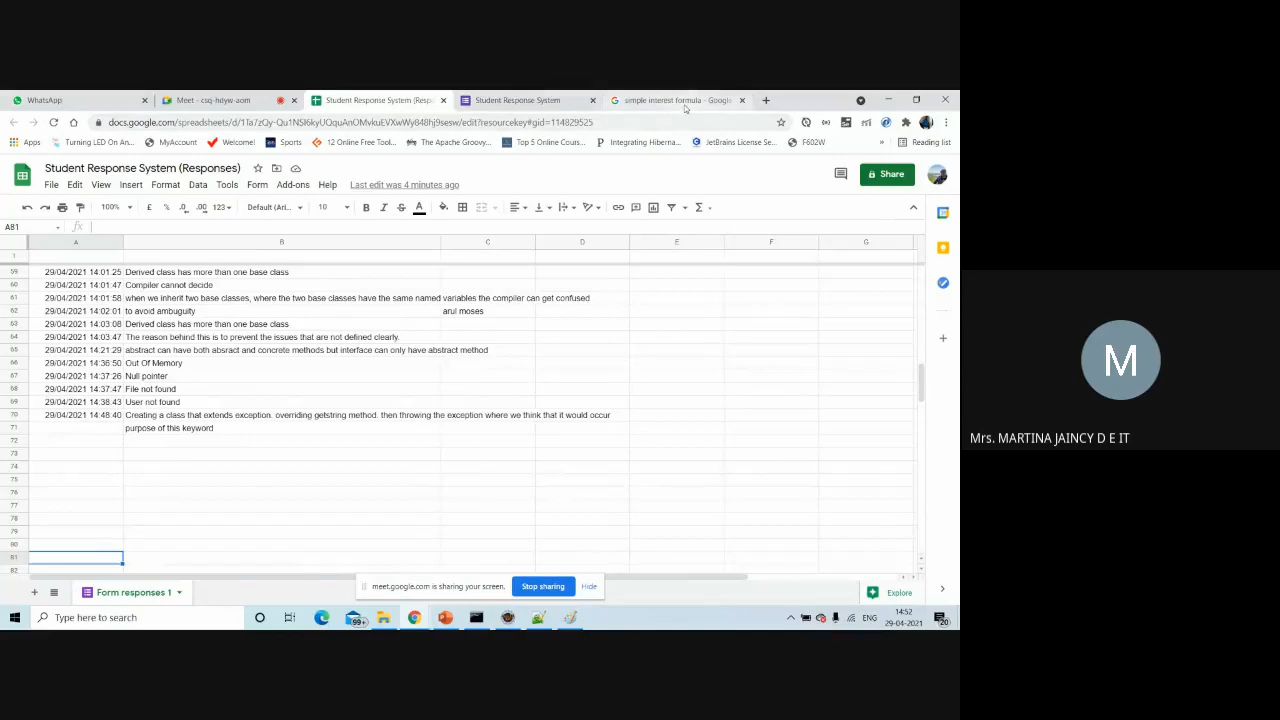 WhatsApp
Meet - csq-hdyw-aom
Student Response System (Resp
Student Response System
simple interest formula - Google
docs.google.com/spreadsheets/d/1Ta7zQy-Qu1NSI6kyUQquAnOMvkuEVXwWy848hj9sesw/edit?resourcekey#gid=114829525
Apps
Turning LED On An...
MyAccount
Welcome!
Sports
12 Online Free Tool...
The Apache Groovy...
Top 5 Online Cours...
Integrating Hiberna...
JetBrains License Se...
F602W
»
Reading list
Student Response System (Responses)
Share
File Edit View Insert Format Data Tools Form Add-ons Help Last edit was 4 minutes ago
100% £ % .0 .00 123 Default (Ari... 10 B I S A
A81 fx
A B C D E F G
1
59 29/04/2021 14:01:25 Derived class has more than one base class
60 29/04/2021 14:01:47 Compiler cannot decide
61 29/04/2021 14:01:58 when we inherit two base classes, where the two base classes have the same named variables the compiler can get confused
62 29/04/2021 14:02:01 to avoid ambuguity arul moses
63 29/04/2021 14:03:08 Derived class has more than one base class
64 29/04/2021 14:03:47 The reason behind this is to prevent the issues that are not defined clearly.
65 29/04/2021 14:21:29 abstract can have both absract and concrete methods but interface can only have abstract method
66 29/04/2021 14:36:50 Out Of Memory
67 29/04/2021 14:37:26 Null pointer
68 29/04/2021 14:37:47 File not found
69 29/04/2021 14:38:43 User not found
70 29/04/2021 14:48:40 Creating a class that extends exception. overriding getstring method. then throwing the exception where we think that it would occur
71 purpose of this keyword
72
73
74
75
76
77
78
79
80
81
82
Form responses 1
meet.google.com is sharing your screen.
Stop sharing
Hide
Explore
Type here to search
99+
ENG
14:52
29-04-2021
20
M
Mrs. MARTINA JAINCY D E IT